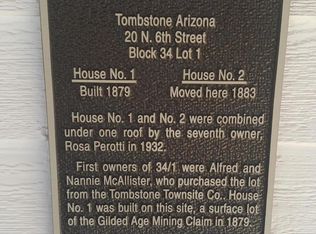 Tombstone Arizona
20 N. 6th Street
Block 34 Lot 1
House No. 1 House No. 2
Built 1879 Moved here 1883
House No. 1 and No. 2 were combined
under one roof by the seventh owner,
Rosa Perotti in 1932.
First owners of 34/1 were Alfred and
Nannie McAllister, who purchased the lot
from the Tombstone Townsite Co.. House
No. 1 was built on this site, a surface lot
of the Gilded Age Mining Claim in 1879.